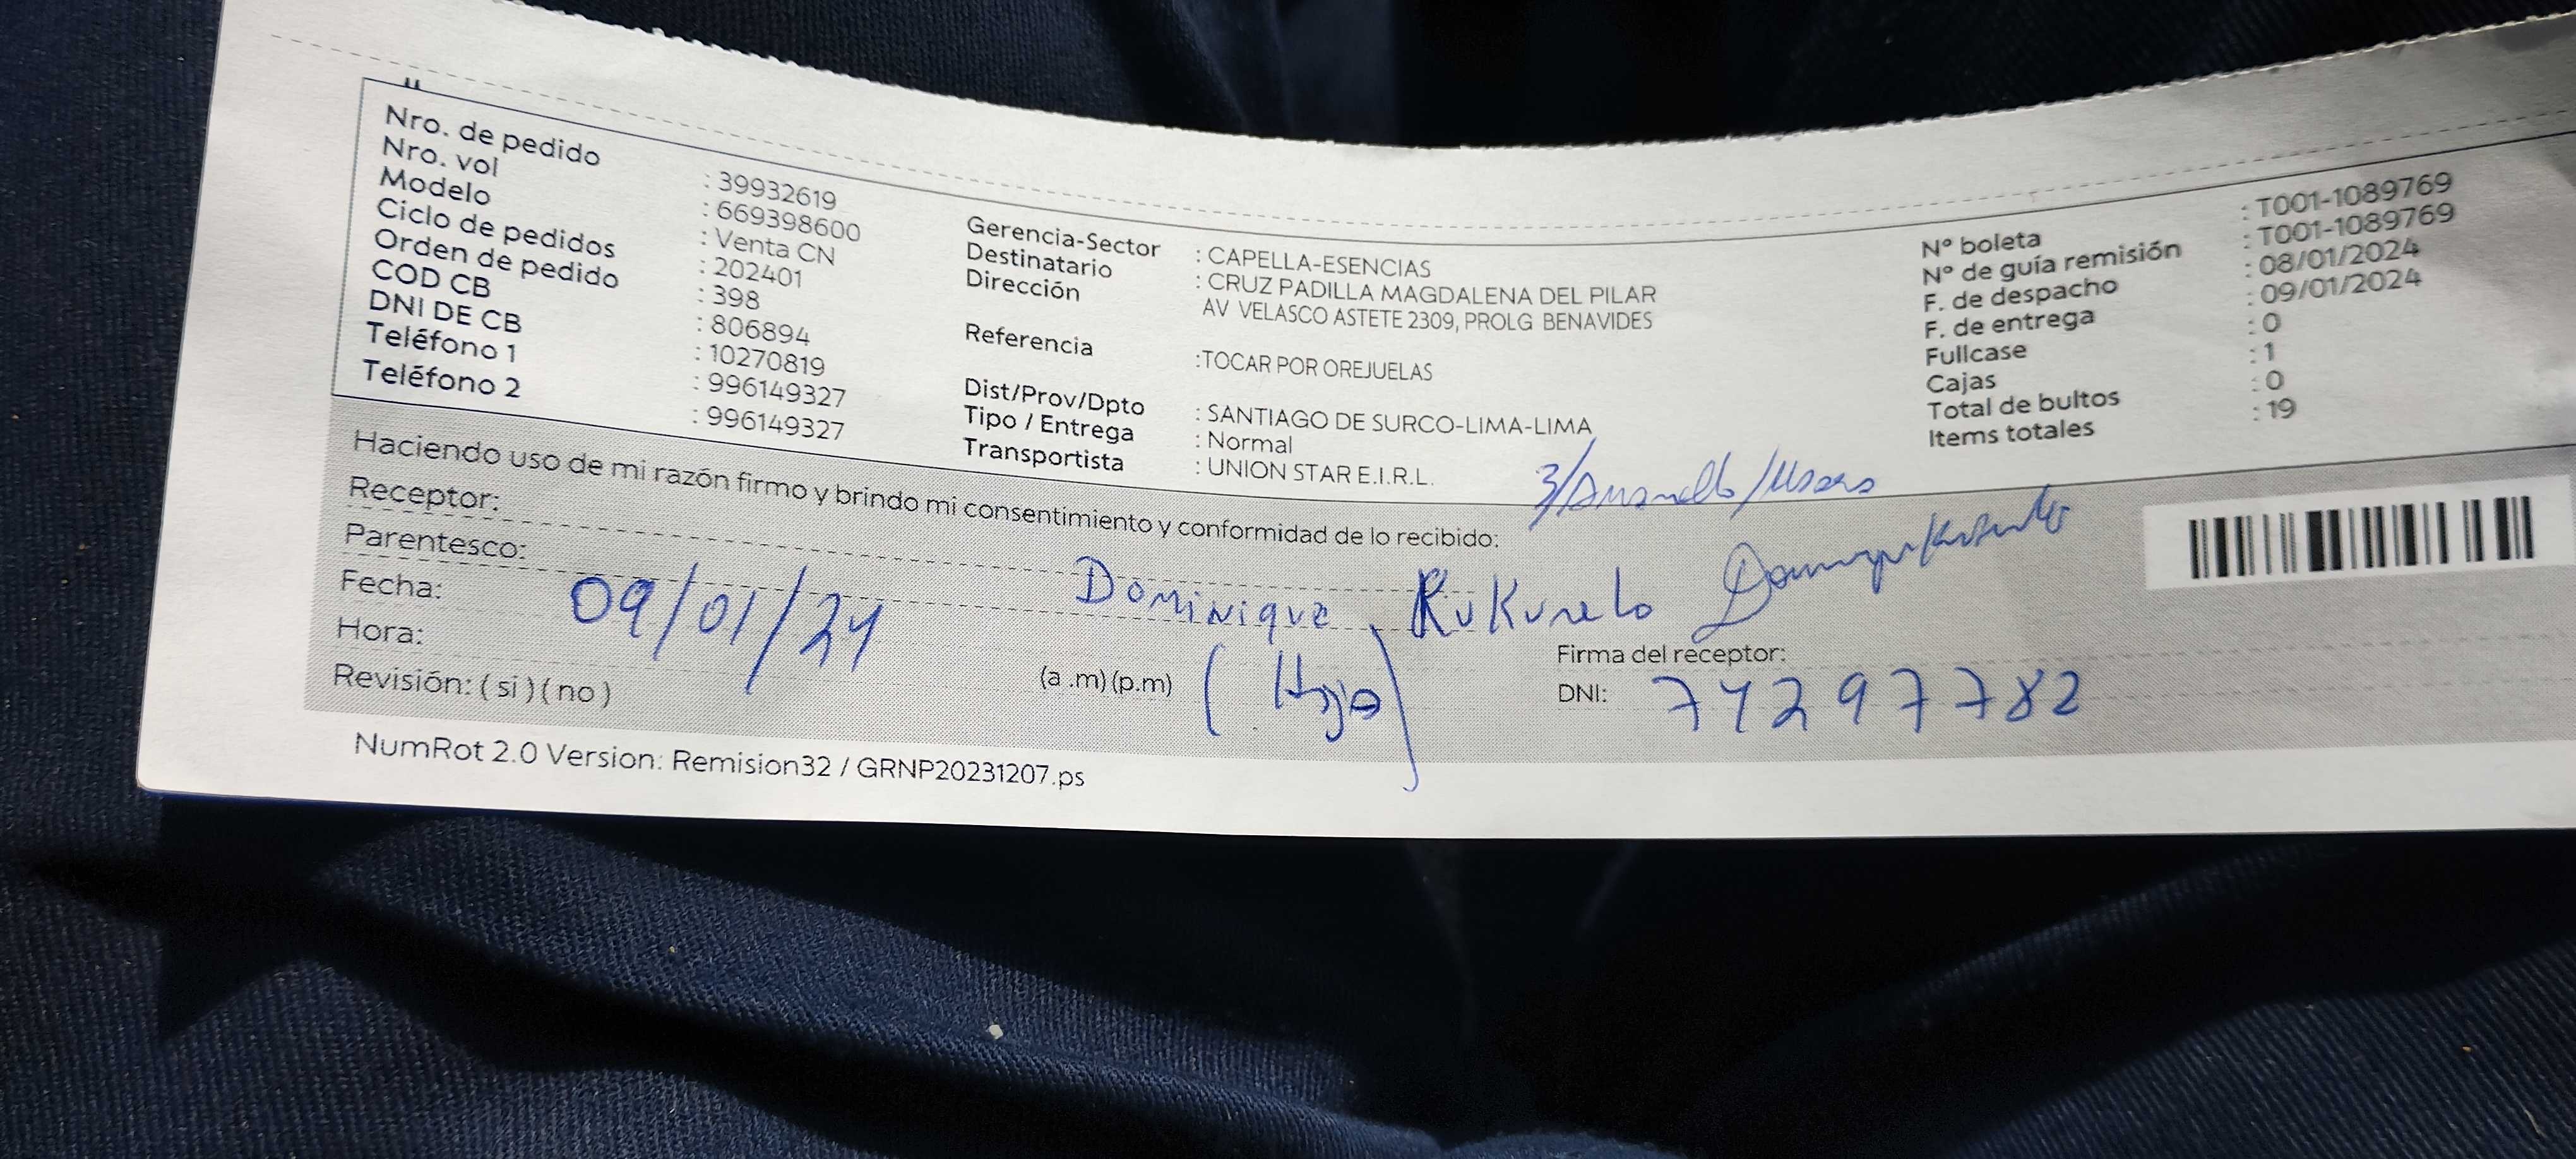 Nro. de pedido : 39932619
Nro. vol : 669398600
Modelo : Venta CN
Ciclo de pedidos : 202401
Orden de pedido : 398
COD CB : 806894
DNI DE CB : 10270819
Teléfono 1 : 996149327
Teléfono 2 : 996149327
Gerencia-Sector : CAPELLA-ESENCIAS
Destinatario : CRUZ PADILLA MAGDALENA DEL PILAR
Dirección AV VELASCO ASTETE 2309, PROLG BENAVIDES
Referencia :TOCAR POR OREJUELAS
Dist/Prov/Dpto : SANTIAGO DE SURCO-LIMA-LIMA
Tipo / Entrega : Normal
Transportista : UNION STAR E.I.R.L.
N° boleta : T001-1089769
N° de guía remisión : T001-1089769
F. de despacho : 08/01/2024
F. de entrega : 09/01/2024
Fullcase : 0
Cajas : 1
Total de bultos : 0
Items totales : 19
Haciendo uso de mi razón firmo y brindo mi consentimiento y conformidad de lo recibido:
Receptor:
Parentesco:
Dominique
Fecha: 09/01/24
Hora: (a .m) (p.m) (Hija)
Firma del receptor:
Revisión: ( si ) ( no )
DNI: 74297782
NumRot 2.0 Version: Remision32 / GRNP20231207.ps